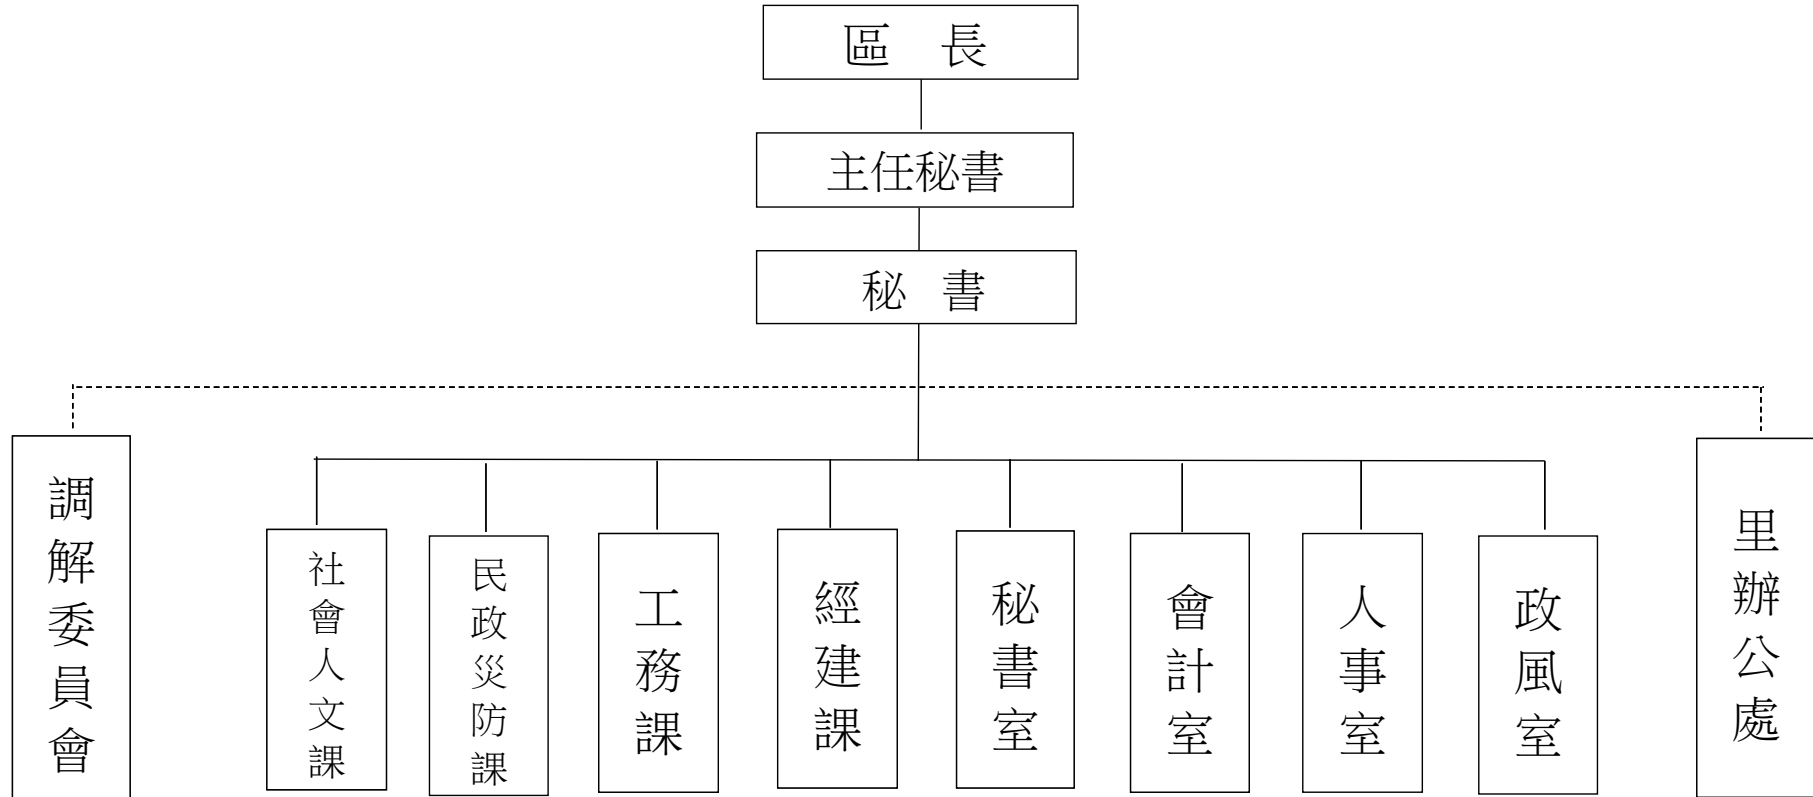 區 長
主任秘書
秘 書
調解委員會
社會人文課
民政災防課
工務課
經建課
秘書室
會計室
人事室
政風室
里辦公處